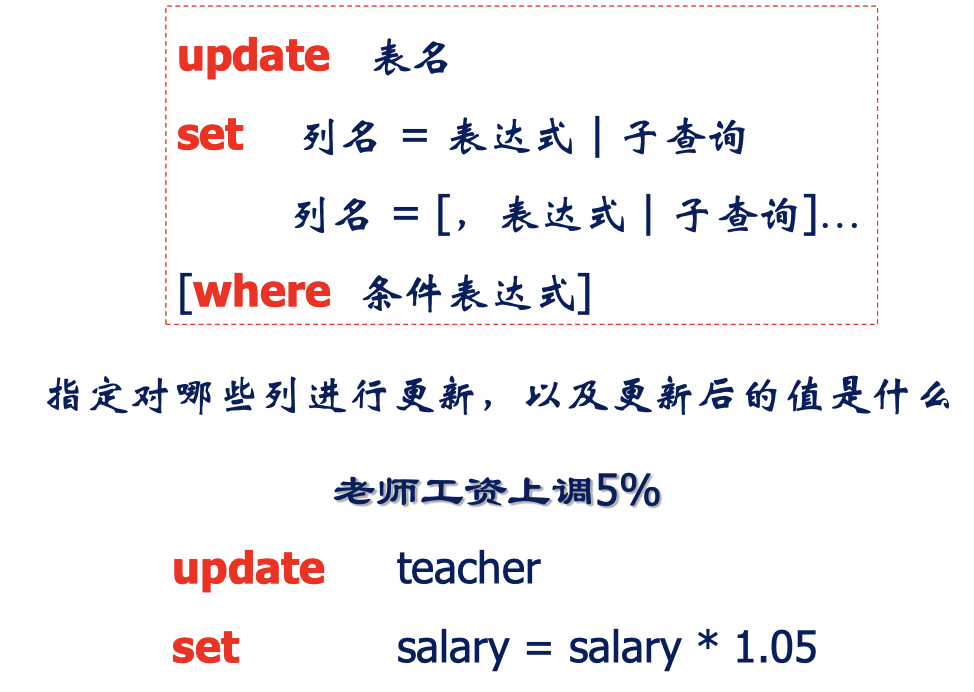 update 表名
set 列名 = 表达式 | 子查询
列名 = [，表达式 | 子查询]...
[where 条件表达式]
指定对哪些列进行更新，以及更新后的值是什么
老师工资上调5%
update teacher
set salary = salary * 1.05